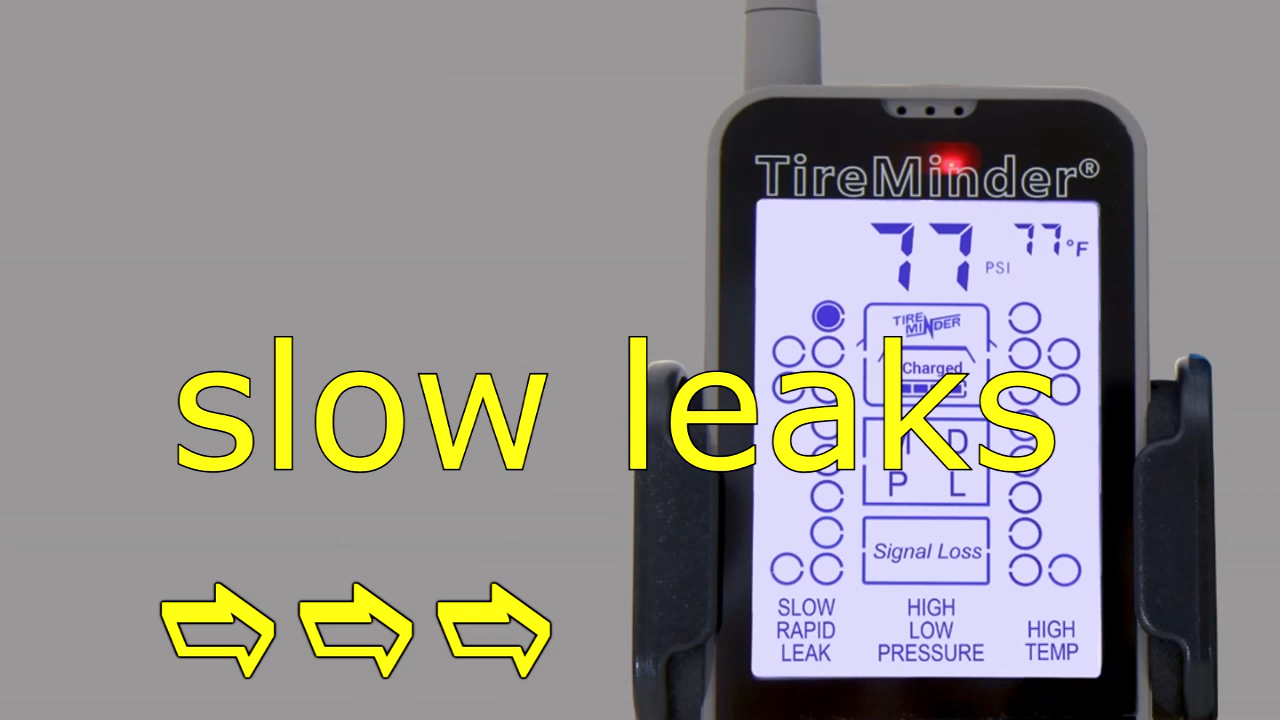 TireMinder®
77 PSI 77 °F
TIRE
MINDER
Charged
slow leaks
D
P L
Signal Loss
SLOW
RAPID
LEAK
HIGH
LOW
PRESSURE
HIGH
TEMP